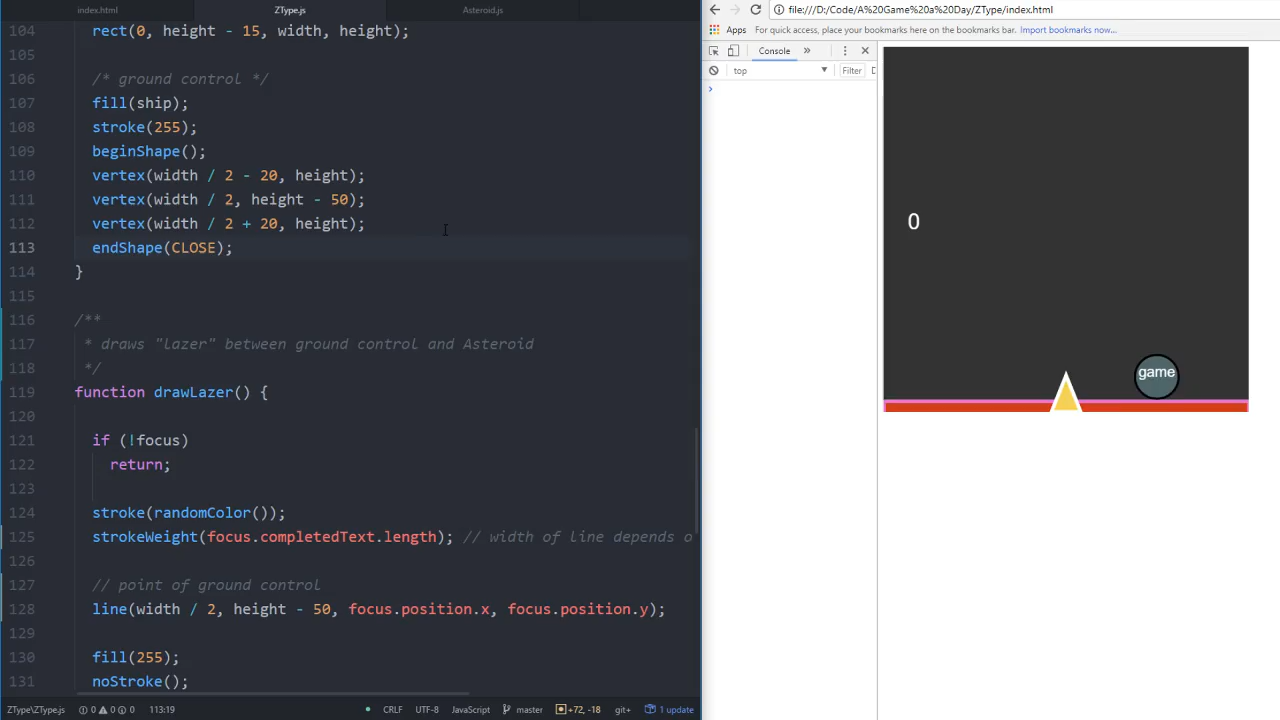 index.html
ZType.js
Asteroid.js
104 rect(0, height - 15, width, height);
105
106 /* ground control */
107 fill(ship);
108 stroke(255);
109 beginShape();
110 vertex(width / 2 - 20, height);
111 vertex(width / 2, height - 50);
112 vertex(width / 2 + 20, height);
113 endShape(CLOSE);
114 }
115
116 /**
117 * draws "lazer" between ground control and Asteroid
118 */
119 function drawLazer() {
120
121 if (!focus)
122 return;
123
124 stroke(randomColor());
125 strokeWeight(focus.completedText.length); // width of line depends o
126
127 // point of ground control
128 line(width / 2, height - 50, focus.position.x, focus.position.y);
129
130 fill(255);
131 noStroke();
ZType\ZType.js 0 0 0 113:19 CRLF UTF-8 JavaScript master +72, -18 git+ 1 update
file:///D:/Code/A%20Game%20a%20Day/ZType/index.html
Apps For quick access, place your bookmarks here on the bookmarks bar. Import bookmarks now...
Console »
top Filter
0
game